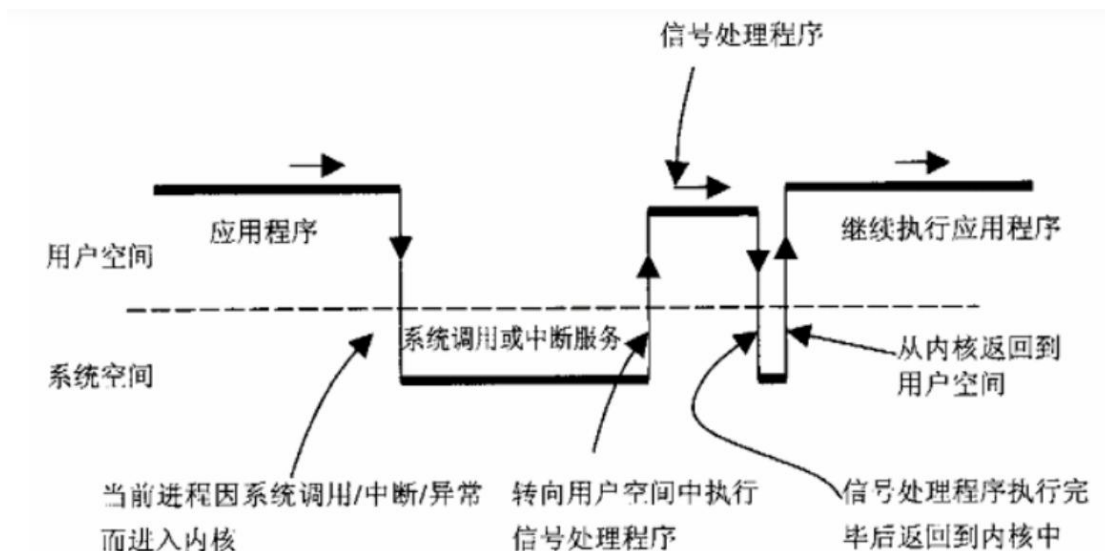 信号处理程序
应用程序
继续执行应用程序
用户空间
系统调用或中断服务
从内核返回到
用户空间
系统空间
当前进程因系统调用/中断/异常
而进入内核
转向用户空间中执行
信号处理程序
信号处理程序执行完
毕后返回到内核中